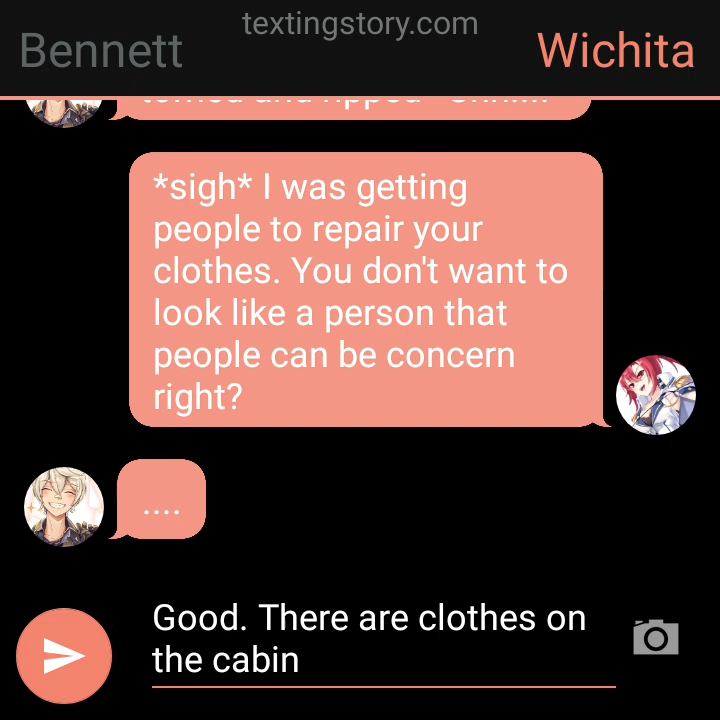 textingstory.com
Bennett
Wichita
*sigh* I was getting
people to repair your
clothes. You don't want to
look like a person that
people can be concern
right?
....
Good. There are clothes on
the cabin